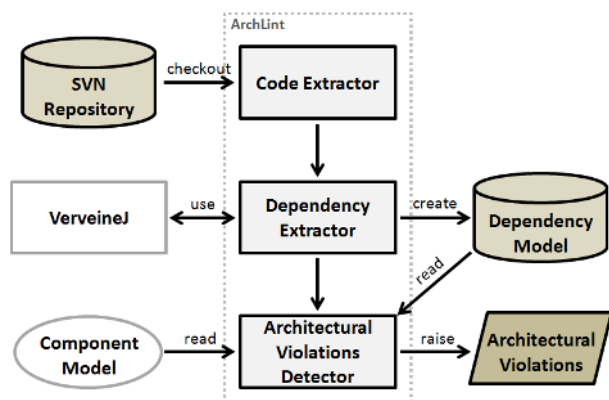 ArchLint
SVN
Repository
checkout
Code Extractor
VerveineJ
use
Dependency
Extractor
create
Dependency
Model
read
Component
Model
read
Architectural
Violations
Detector
raise
Architectural
Violations